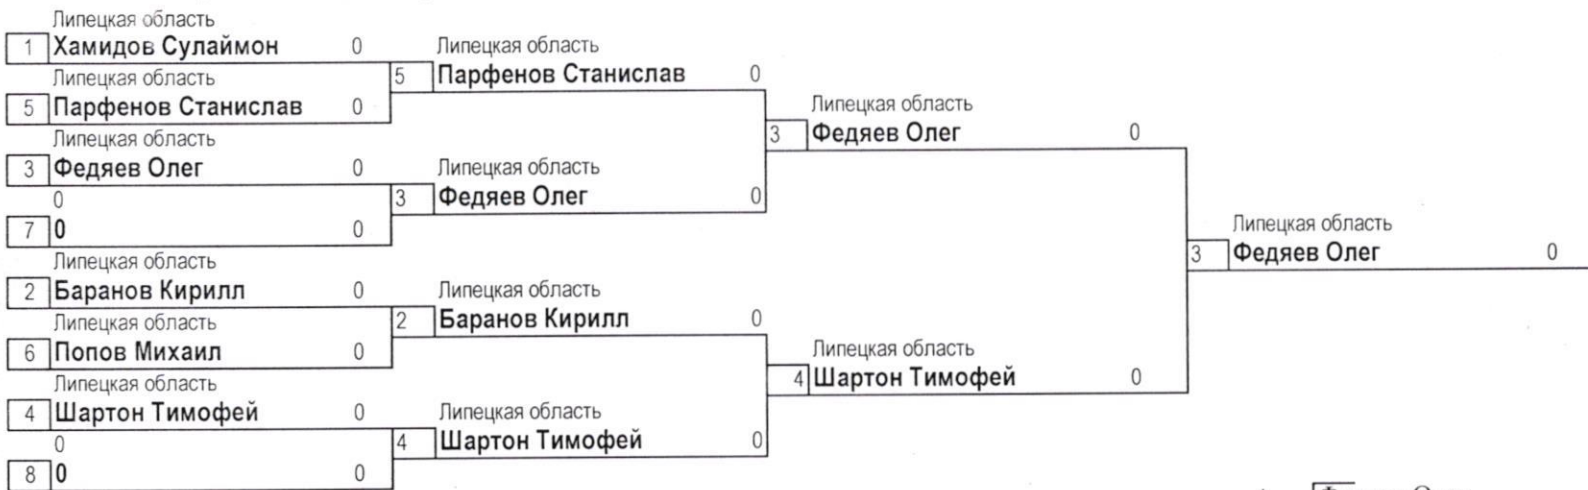 Липецкая область
1 Хамидов Сулаймон 0
Липецкая область
5 Парфенов Станислав 0
Липецкая область
3 Федяев Олег 0
0
7 0 0
Липецкая область
2 Баранов Кирилл 0
Липецкая область
6 Попов Михаил 0
Липецкая область
4 Шартон Тимофей 0
0
8 0 0
Липецкая область
5 Парфенов Станислав 0
Липецкая область
3 Федяев Олег 0
Липецкая область
2 Баранов Кирилл 0
Липецкая область
4 Шартон Тимофей 0
Липецкая область
3 Федяев Олег 0
Липецкая область
4 Шартон Тимофей 0
Липецкая область
3 Федяев Олег 0